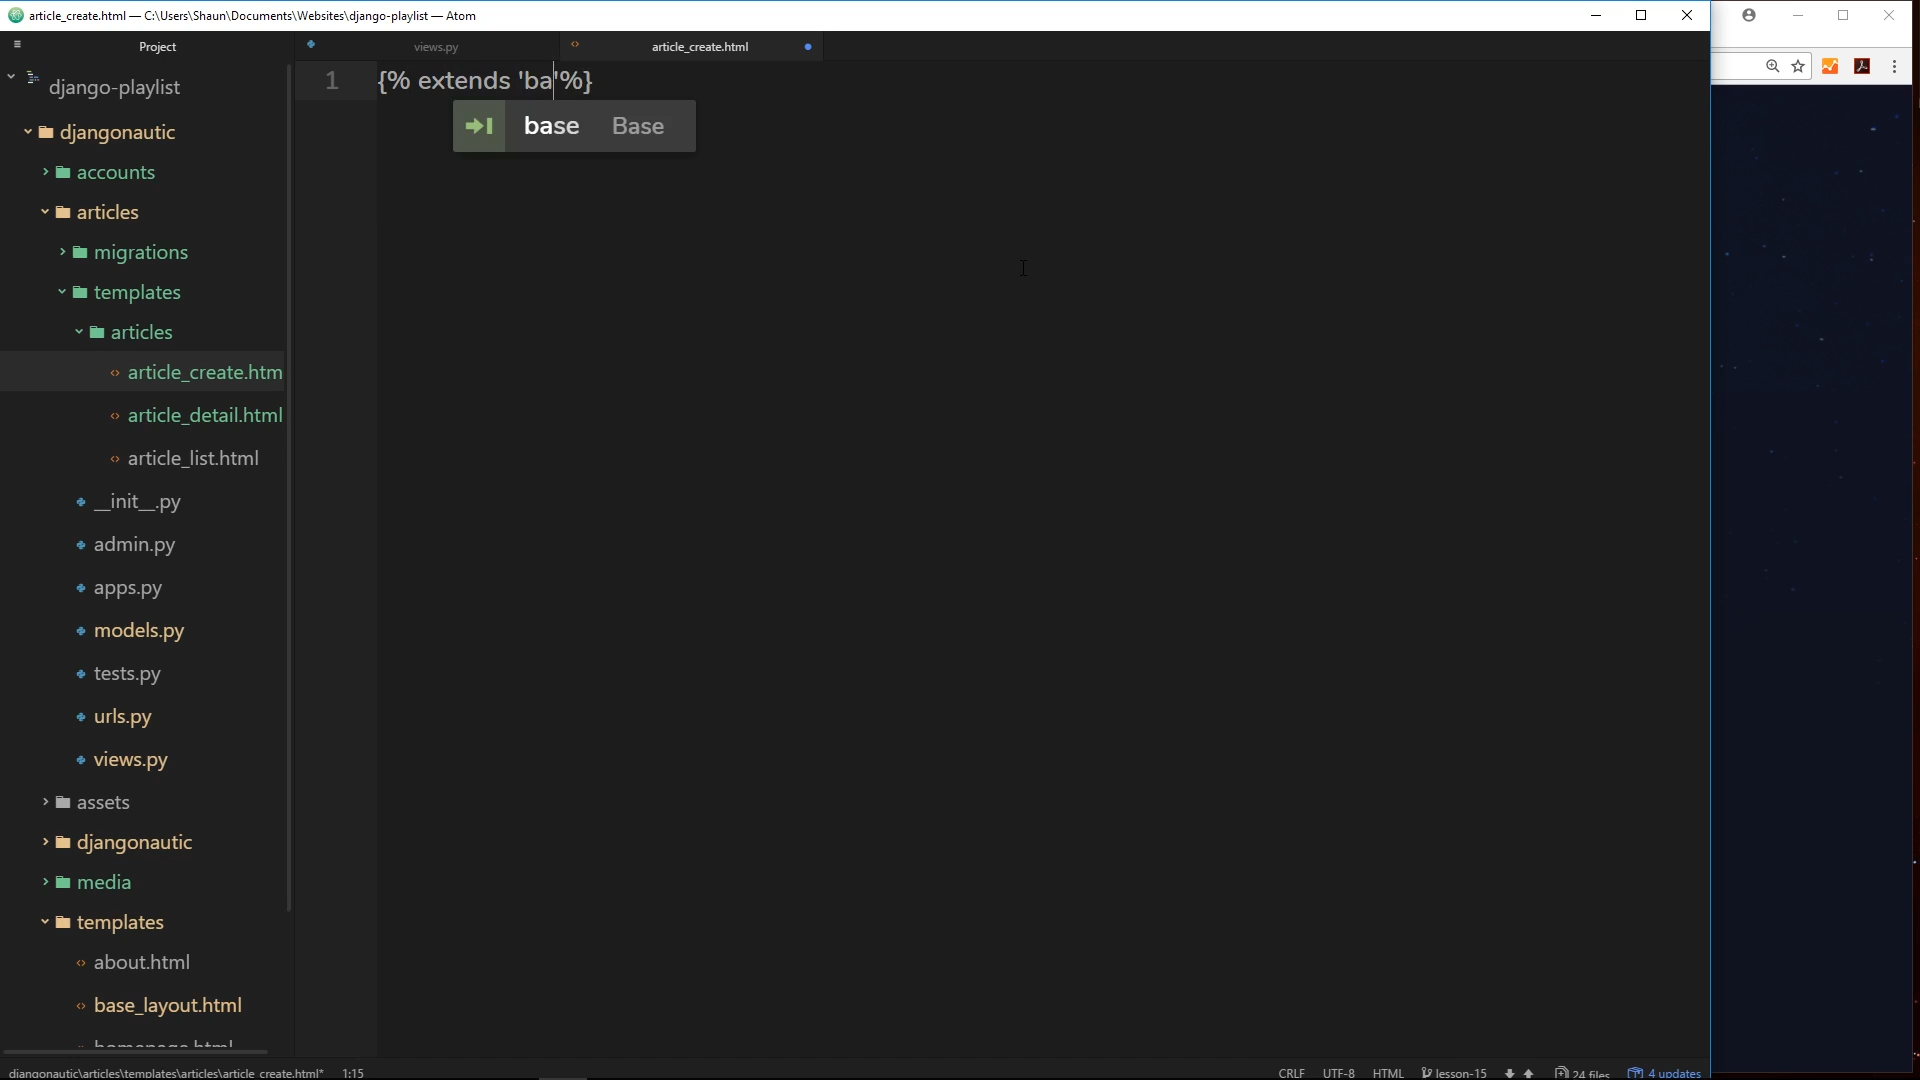 article_create.html — C:\Users\Shaun\Documents\Websites\django-playlist — Atom
Project
views.py
article_create.html
django-playlist
1
{% extends 'ba'%}
base Base
djangonautic
accounts
articles
migrations
templates
articles
article_create.htm
article_detail.html
article_list.html
__init__.py
admin.py
apps.py
models.py
tests.py
urls.py
views.py
assets
djangonautic
media
templates
about.html
base_layout.html
homepage.html
djangonautic\articles\templates\articles\article_create.html* 1:15
CRLF UTF-8 HTML lesson-15 24 files 4 updates